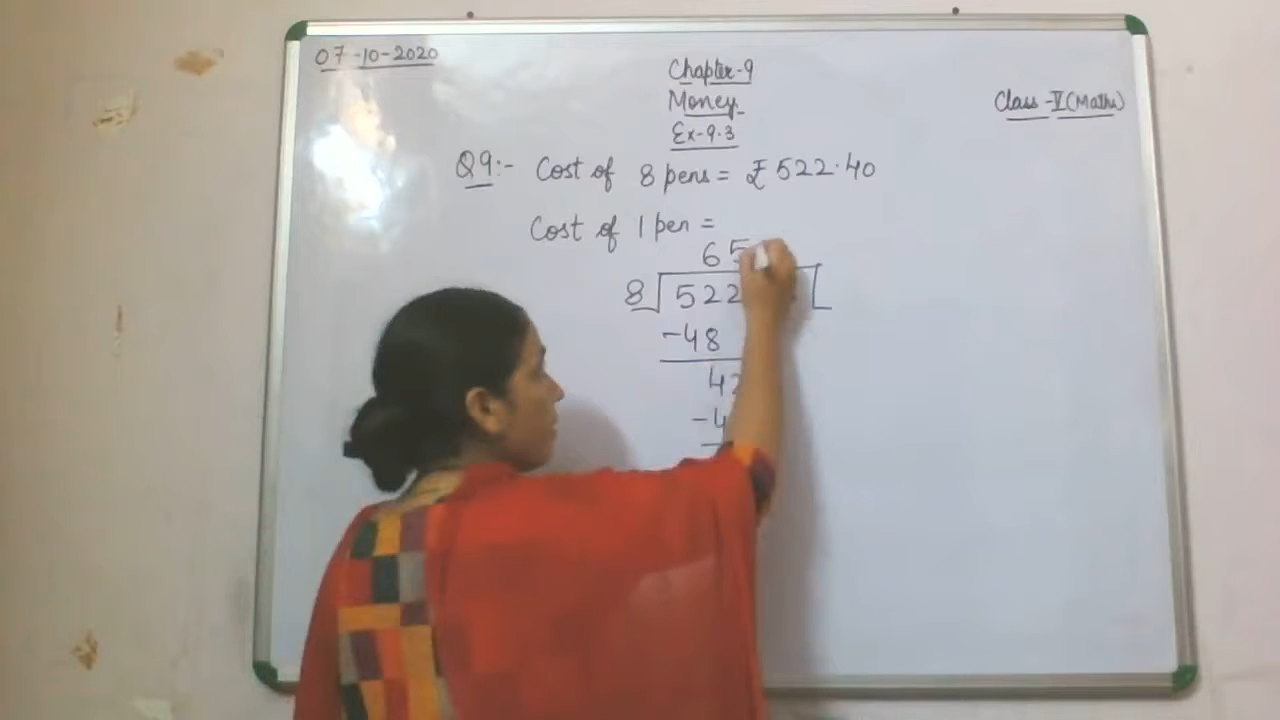 07-10-2020
Chapter-9
Money
Class-V(Maths)
Ex-9.3
Q9:- Cost of 8 pens = ₹ 522.40
Cost of 1 pen =
65
8 522
-48
42
-4